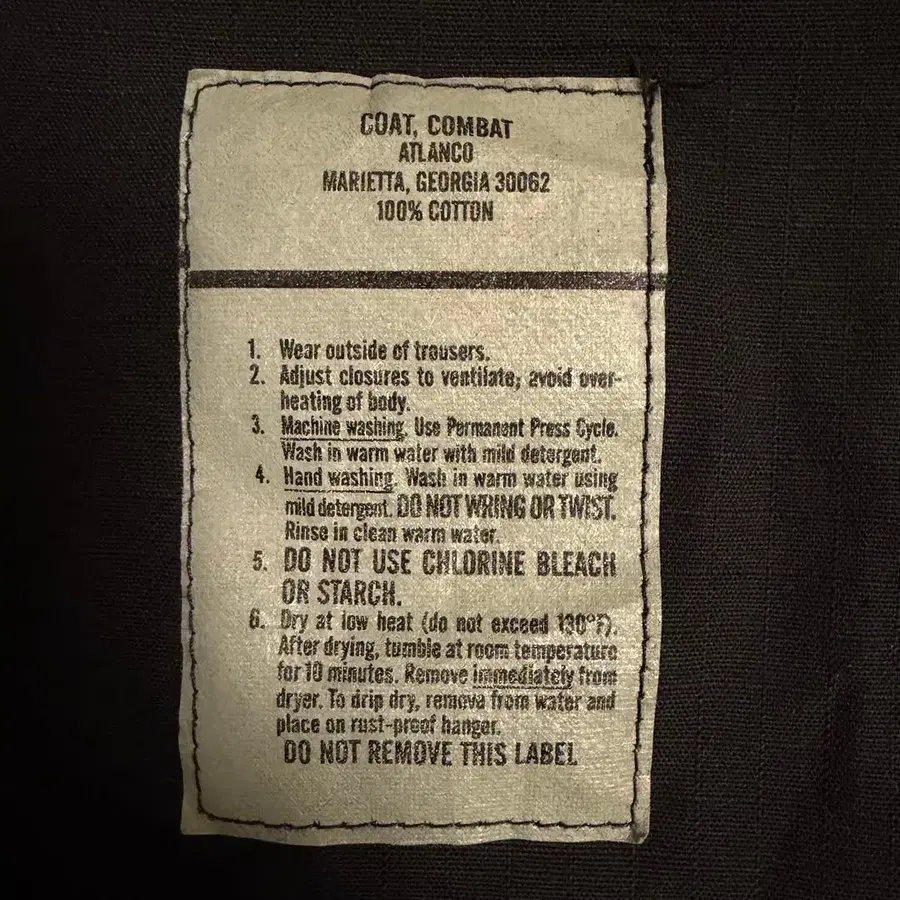 COAT, COMBAT
ATLANCO
MARIETTA, GEORGIA 30062
100% COTTON
1. Wear outside of trousers.
2. Adjust closures to ventilate; avoid over-
heating of body.
3. Machine washing. Use Permanent Press Cycle.
Wash in warm water with mild detergent.
4. Hand washing. Wash in warm water using
mild detergent. DO NOT WRING OR TWIST.
Rinse in clean warm water.
5. DO NOT USE CHLORINE BLEACH
OR STARCH.
6. Dry at low heat (do not exceed 130°F).
After drying, tumble at room temperature
for 10 minutes. Remove immediately from
dryer. To drip dry, remove from water and
place on rust-proof hanger.
DO NOT REMOVE THIS LABEL